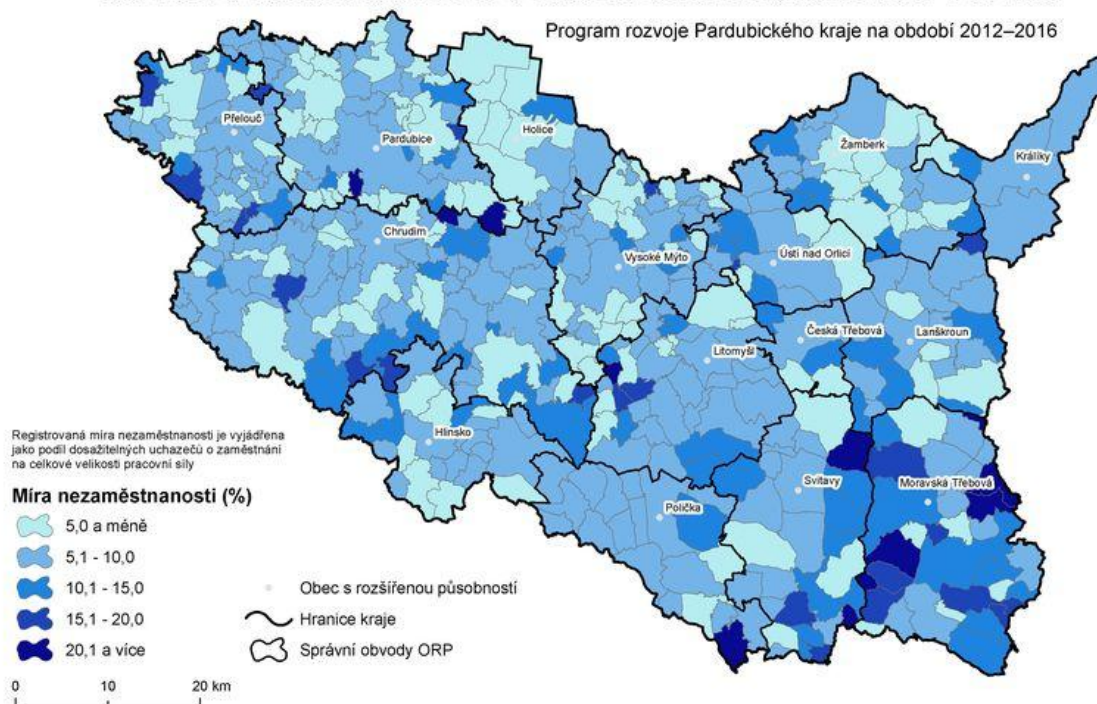 Program rozvoje Pardubického kraje na období 2012–2016
Přelouč
Pardubice
Holice
Žamberk
Králíky
Chrudim
Vysoké Mýto
Ústí nad Orlicí
Česká Třebová
Lanškroun
Litomyšl
Hlinsko
Svitavy
Moravská Třebová
Polička
Registrovaná míra nezaměstnanosti je vyjádřena
jako podíl dosažitelných uchazečů o zaměstnání
na celkové velikosti pracovní síly
Míra nezaměstnanosti (%)
5,0 a méně
5,1 - 10,0
10,1 - 15,0
15,1 - 20,0
20,1 a více
Obec s rozšířenou působností
Hranice kraje
Správní obvody ORP
0 10 20 km